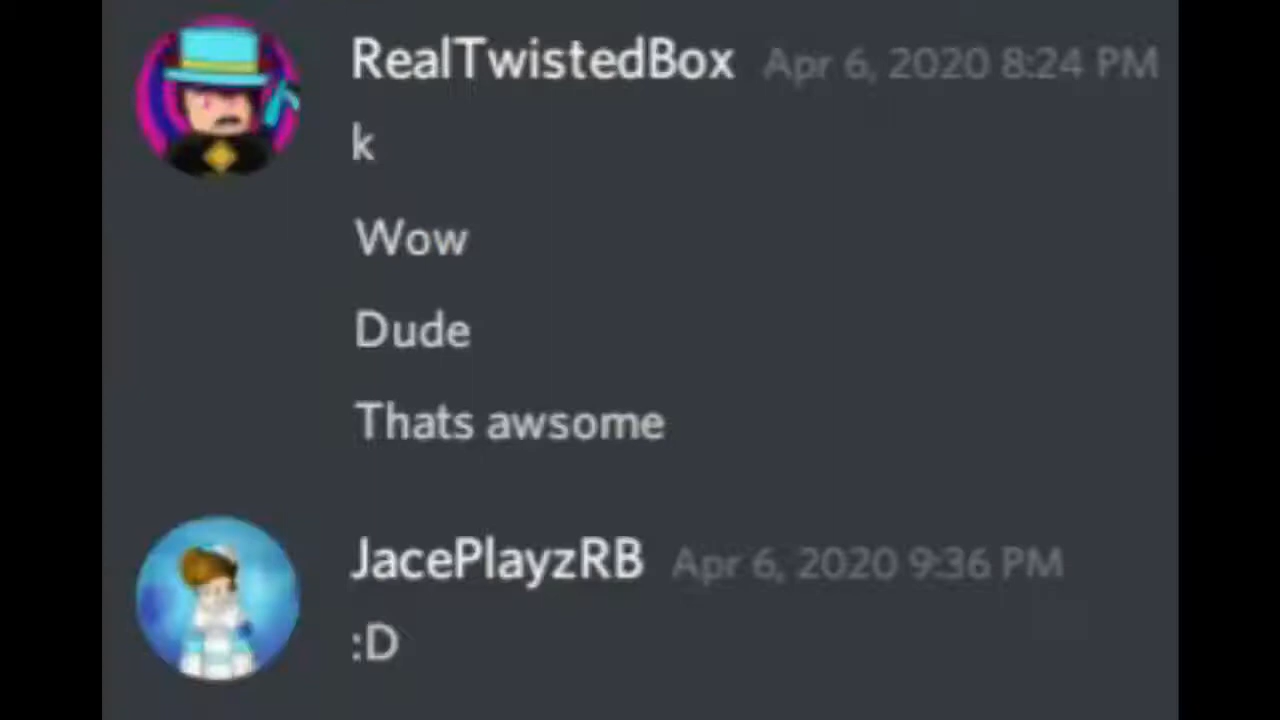 RealTwistedBox Apr 6, 2020 8:24 PM
k
Wow
Dude
Thats awsome
JacePlayzRB Apr 6, 2020 9:36 PM
:D